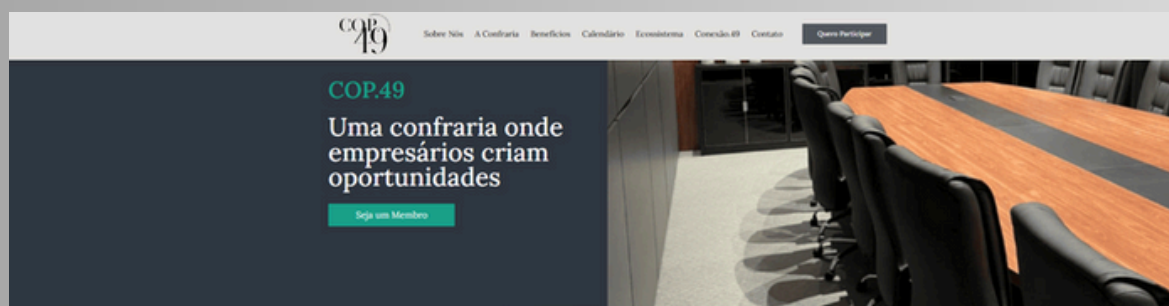 COP.
49
Sobre Nós A Confraria Benefícios Calendário Ecossistema Conexão.49 Contato Quero Participar
COP.49
Uma confraria onde
empresários criam
oportunidades
Seja um Membro